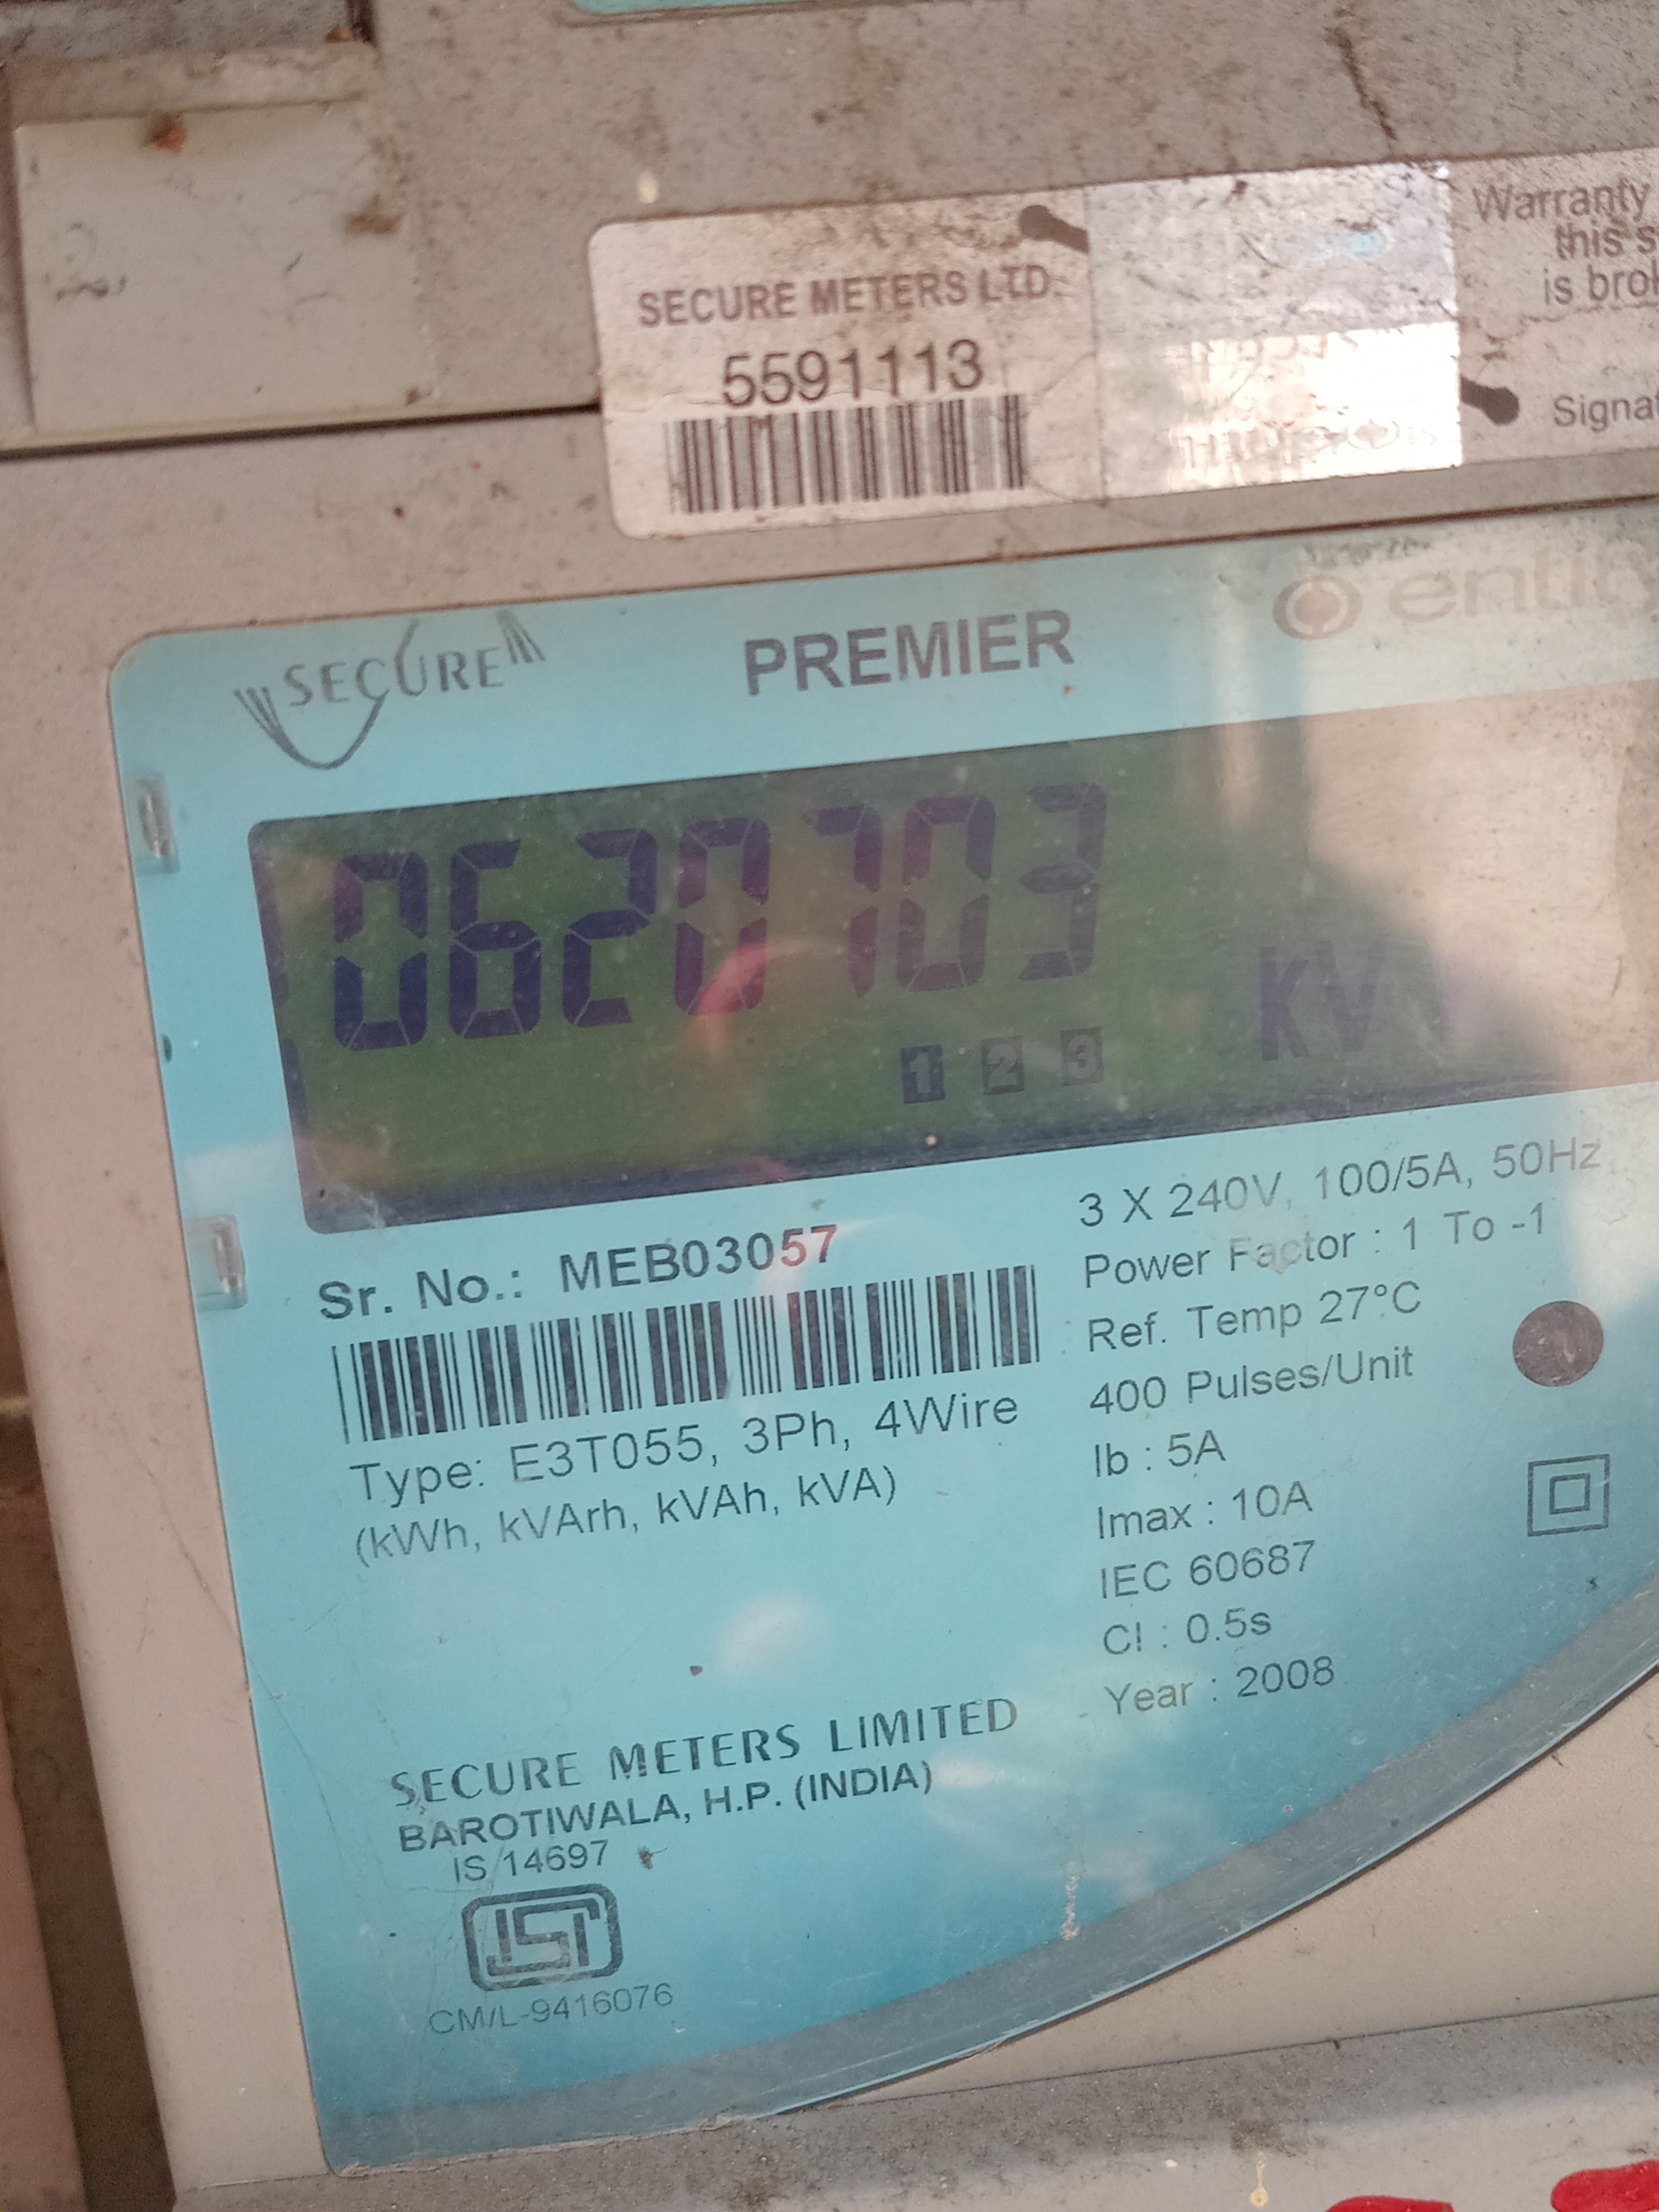 SECURE METERS LTD.
5591113
Warranty
this s
is brok
Signat
SECURE
PREMIER
entity
0620703
KV
1 2 3
Sr. No.: MEB03057
Type: E3T055, 3Ph, 4Wire
(kWh, kVArh, kVAh, kVA)
3 X 240V, 100/5A, 50Hz
Power Factor : 1 To -1
Ref. Temp 27°C
400 Pulses/Unit
Ib : 5A
Imax : 10A
IEC 60687
Cl : 0.5s
Year : 2008
SECURE METERS LIMITED
BAROTIWALA, H.P. (INDIA)
IS 14697
ISI
CM/L-9416076